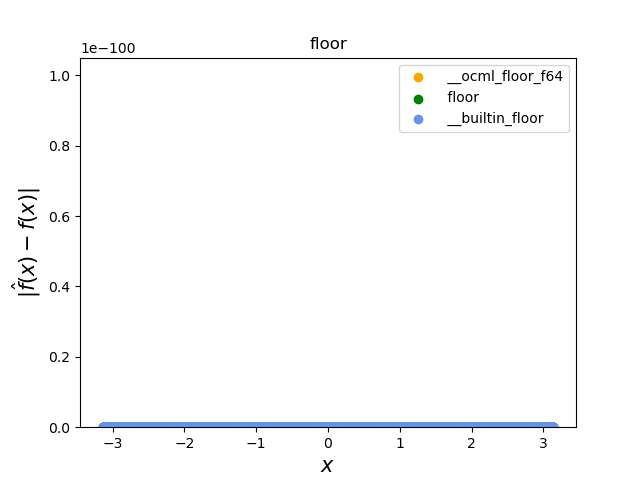 floor
1e−100
1.0
0.8
0.6
0.4
0.2
0.0
|f̂(x) − f(x)|
__ocml_floor_f64
floor
__builtin_floor
−3
−2
−1
0
1
2
3
x